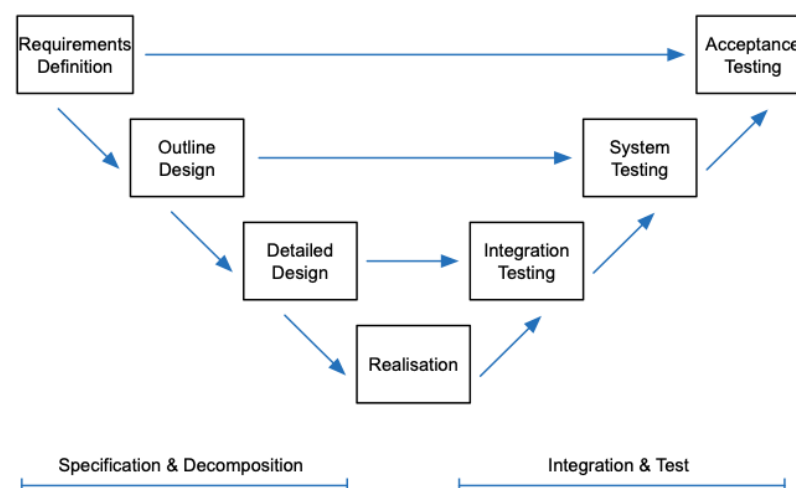 Requirements
Definition
Acceptance
Testing
Outline
Design
System
Testing
Detailed
Design
Integration
Testing
Realisation
Specification & Decomposition
Integration & Test